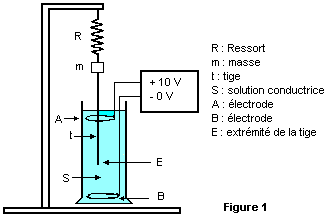 R
m
+ 10 V
- 0 V
A
t
E
S
B
R : Ressort
m : masse
t : tige
S : solution conductrice
A : électrode
B : électrode
E : extrémité de la tige
Figure 1